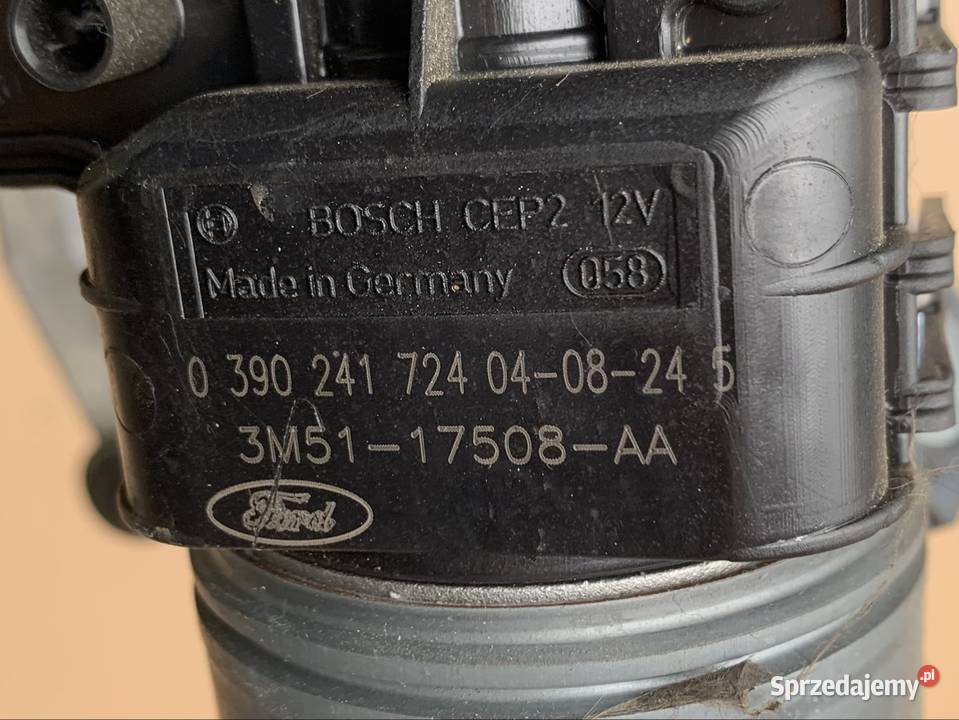 BOSCH CEP2 12V
Made in Germany 058
0 390 241 724 04-08-24 5
3M51-17508-AA
Ford
Sprzedajemy.pl